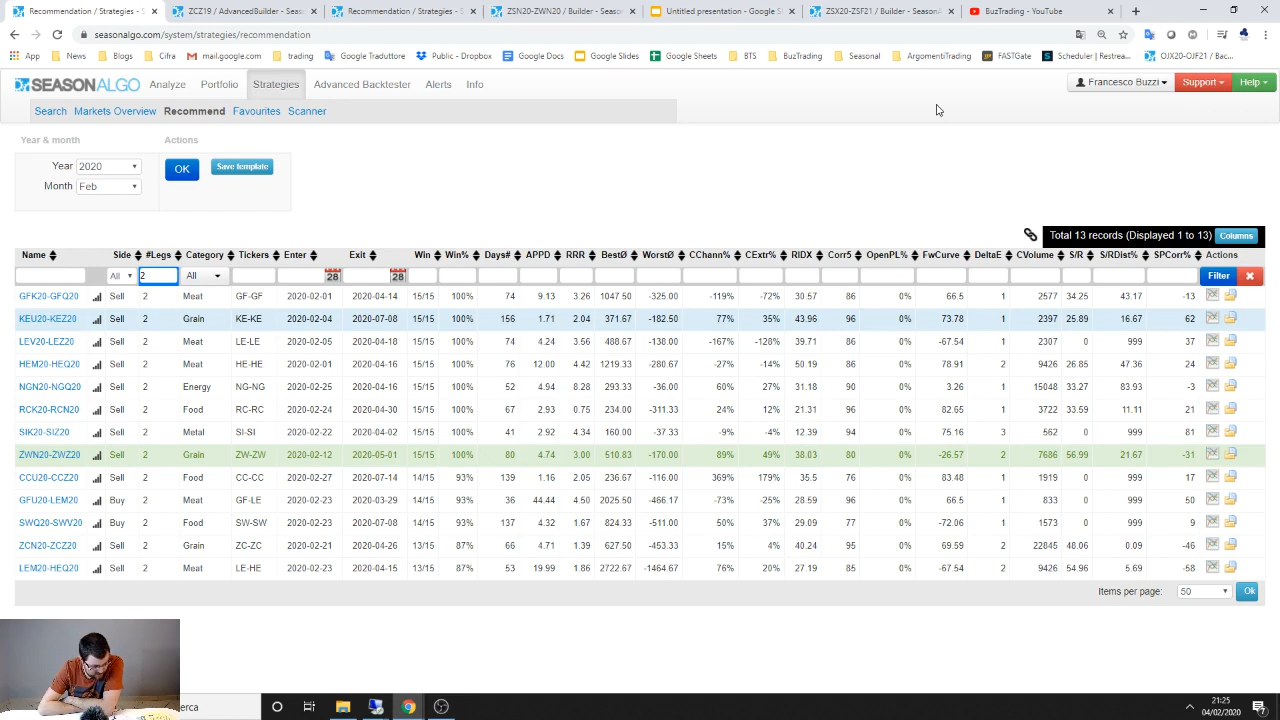 Recommendation / Strategies - S
ZCZ19 / AdvancedBuilder - Seas
Recommendation / Strategies - S
ZSN20-ZWN20 / Builder - Season
Untitled presentation - Google S
ZSX20-ZSF21 / Builder - SeasonA
BuzTrading - YouTube
seasonalgo.com/system/strategies/recommendation
App News Blogs Cifra mail.google.com trading Google Traduttore Public - Dropbox Google Docs Google Slides Google Sheets BTS BuzTrading Seasonal ArgomentiTrading FASTGate Scheduler | Restrea... OJX20-OJF21 / Bac...
SEASONALGO Analyze Portfolio Strategies Advanced Backtester Alerts Info Francesco Buzzi Support Help
Search Markets Overview Recommend Favourites Scanner
Year & month Actions
Year 2020 OK Save template
Month Feb
Total 13 records (Displayed 1 to 13) Columns
Name Side #Legs Category Tickers Enter Exit Win Win% Days# APPD RRR BestØ WorstØ CChann% CExtr% RIDX Corr5 OpenPL% FwCurve DeltaE CVolume S/R S/RDist% SPCorr% Actions
All 2 All 28 28 Filter
GFK20-GFQ20 Sell 2 Meat GF-GF 2020-02-01 2020-04-14 15/15 100% 74 9.13 3.26 1047.50 -325.00 -119% -72% 30.57 86 0% 66.5 1 2577 34.25 43.17 -13
KEU20-KEZ20 Sell 2 Grain KE-KE 2020-02-04 2020-07-08 15/15 100% 156 1.71 2.04 371.67 -182.50 77% 35% 43.96 96 0% 73.78 1 2397 25.89 16.67 62
LEV20-LEZ20 Sell 2 Meat LE-LE 2020-02-05 2020-04-18 15/15 100% 74 4.24 3.56 488.67 -138.00 -167% -128% 39.71 86 0% -67.54 1 2307 0 999 37
HEM20-HEQ20 Sell 2 Meat HE-HE 2020-02-01 2020-04-16 15/15 100% 76 12.00 4.42 1219.33 -280.67 -27% -14% 50.19 86 0% 78.91 2 9426 26.85 47.36 24
NGN20-NGQ20 Sell 2 Energy NG-NG 2020-02-25 2020-04-16 15/15 100% 52 4.94 8.28 293.33 -36.00 60% 27% 31.18 90 0% 3.26 1 15048 33.27 83.93 -3
RCK20-RCN20 Sell 2 Food RC-RC 2020-02-24 2020-04-30 15/15 100% 67 2.93 0.75 234.00 -311.33 24% 12% 21.31 96 0% 82.65 1 3722 33.59 11.11 21
SIK20-SIZ20 Sell 2 Metal SI-SI 2020-02-22 2020-04-02 15/15 100% 41 2.92 4.34 160.00 -37.33 -9% -4% 12.39 94 0% 75.16 3 562 0 999 81
ZWN20-ZWZ20 Sell 2 Grain ZW-ZW 2020-02-12 2020-05-01 15/15 100% 80 4.74 3.00 510.83 -170.00 89% 49% 38.03 80 0% -26.57 2 7686 56.99 21.67 -31
CCU20-CCZ20 Sell 2 Food CC-CC 2020-02-27 2020-07-14 14/15 93% 139 1.16 2.05 236.67 -116.00 369% 179% 35.5 76 0% 83.48 1 1919 0 999 17
GFU20-LEM20 Buy 2 Meat GF-LE 2020-02-23 2020-03-29 14/15 93% 36 44.44 4.50 2025.50 -466.17 -73% -25% 28.59 96 0% 66.5 1 833 0 999 50
SWQ20-SWV20 Buy 2 Food SW-SW 2020-02-23 2020-07-08 14/15 93% 137 4.32 1.67 824.33 -511.00 50% 37% 29.09 77 0% -72.06 1 1573 0 999 9
ZCN20-ZCZ20 Sell 2 Grain ZC-ZC 2020-02-21 2020-04-26 13/15 87% 66 4.71 1.39 627.50 -453.33 15% 4% 40.24 95 0% 69.59 2 22845 48.06 0.09 -46
LEM20-HEQ20 Sell 2 Meat LE-HE 2020-02-23 2020-04-15 13/15 87% 53 19.99 1.86 2722.67 -1464.67 76% 20% 27.19 85 0% -67.54 2 9426 54.96 5.69 -58
Items per page: 50 Ok
erca
21:25
04/02/2020